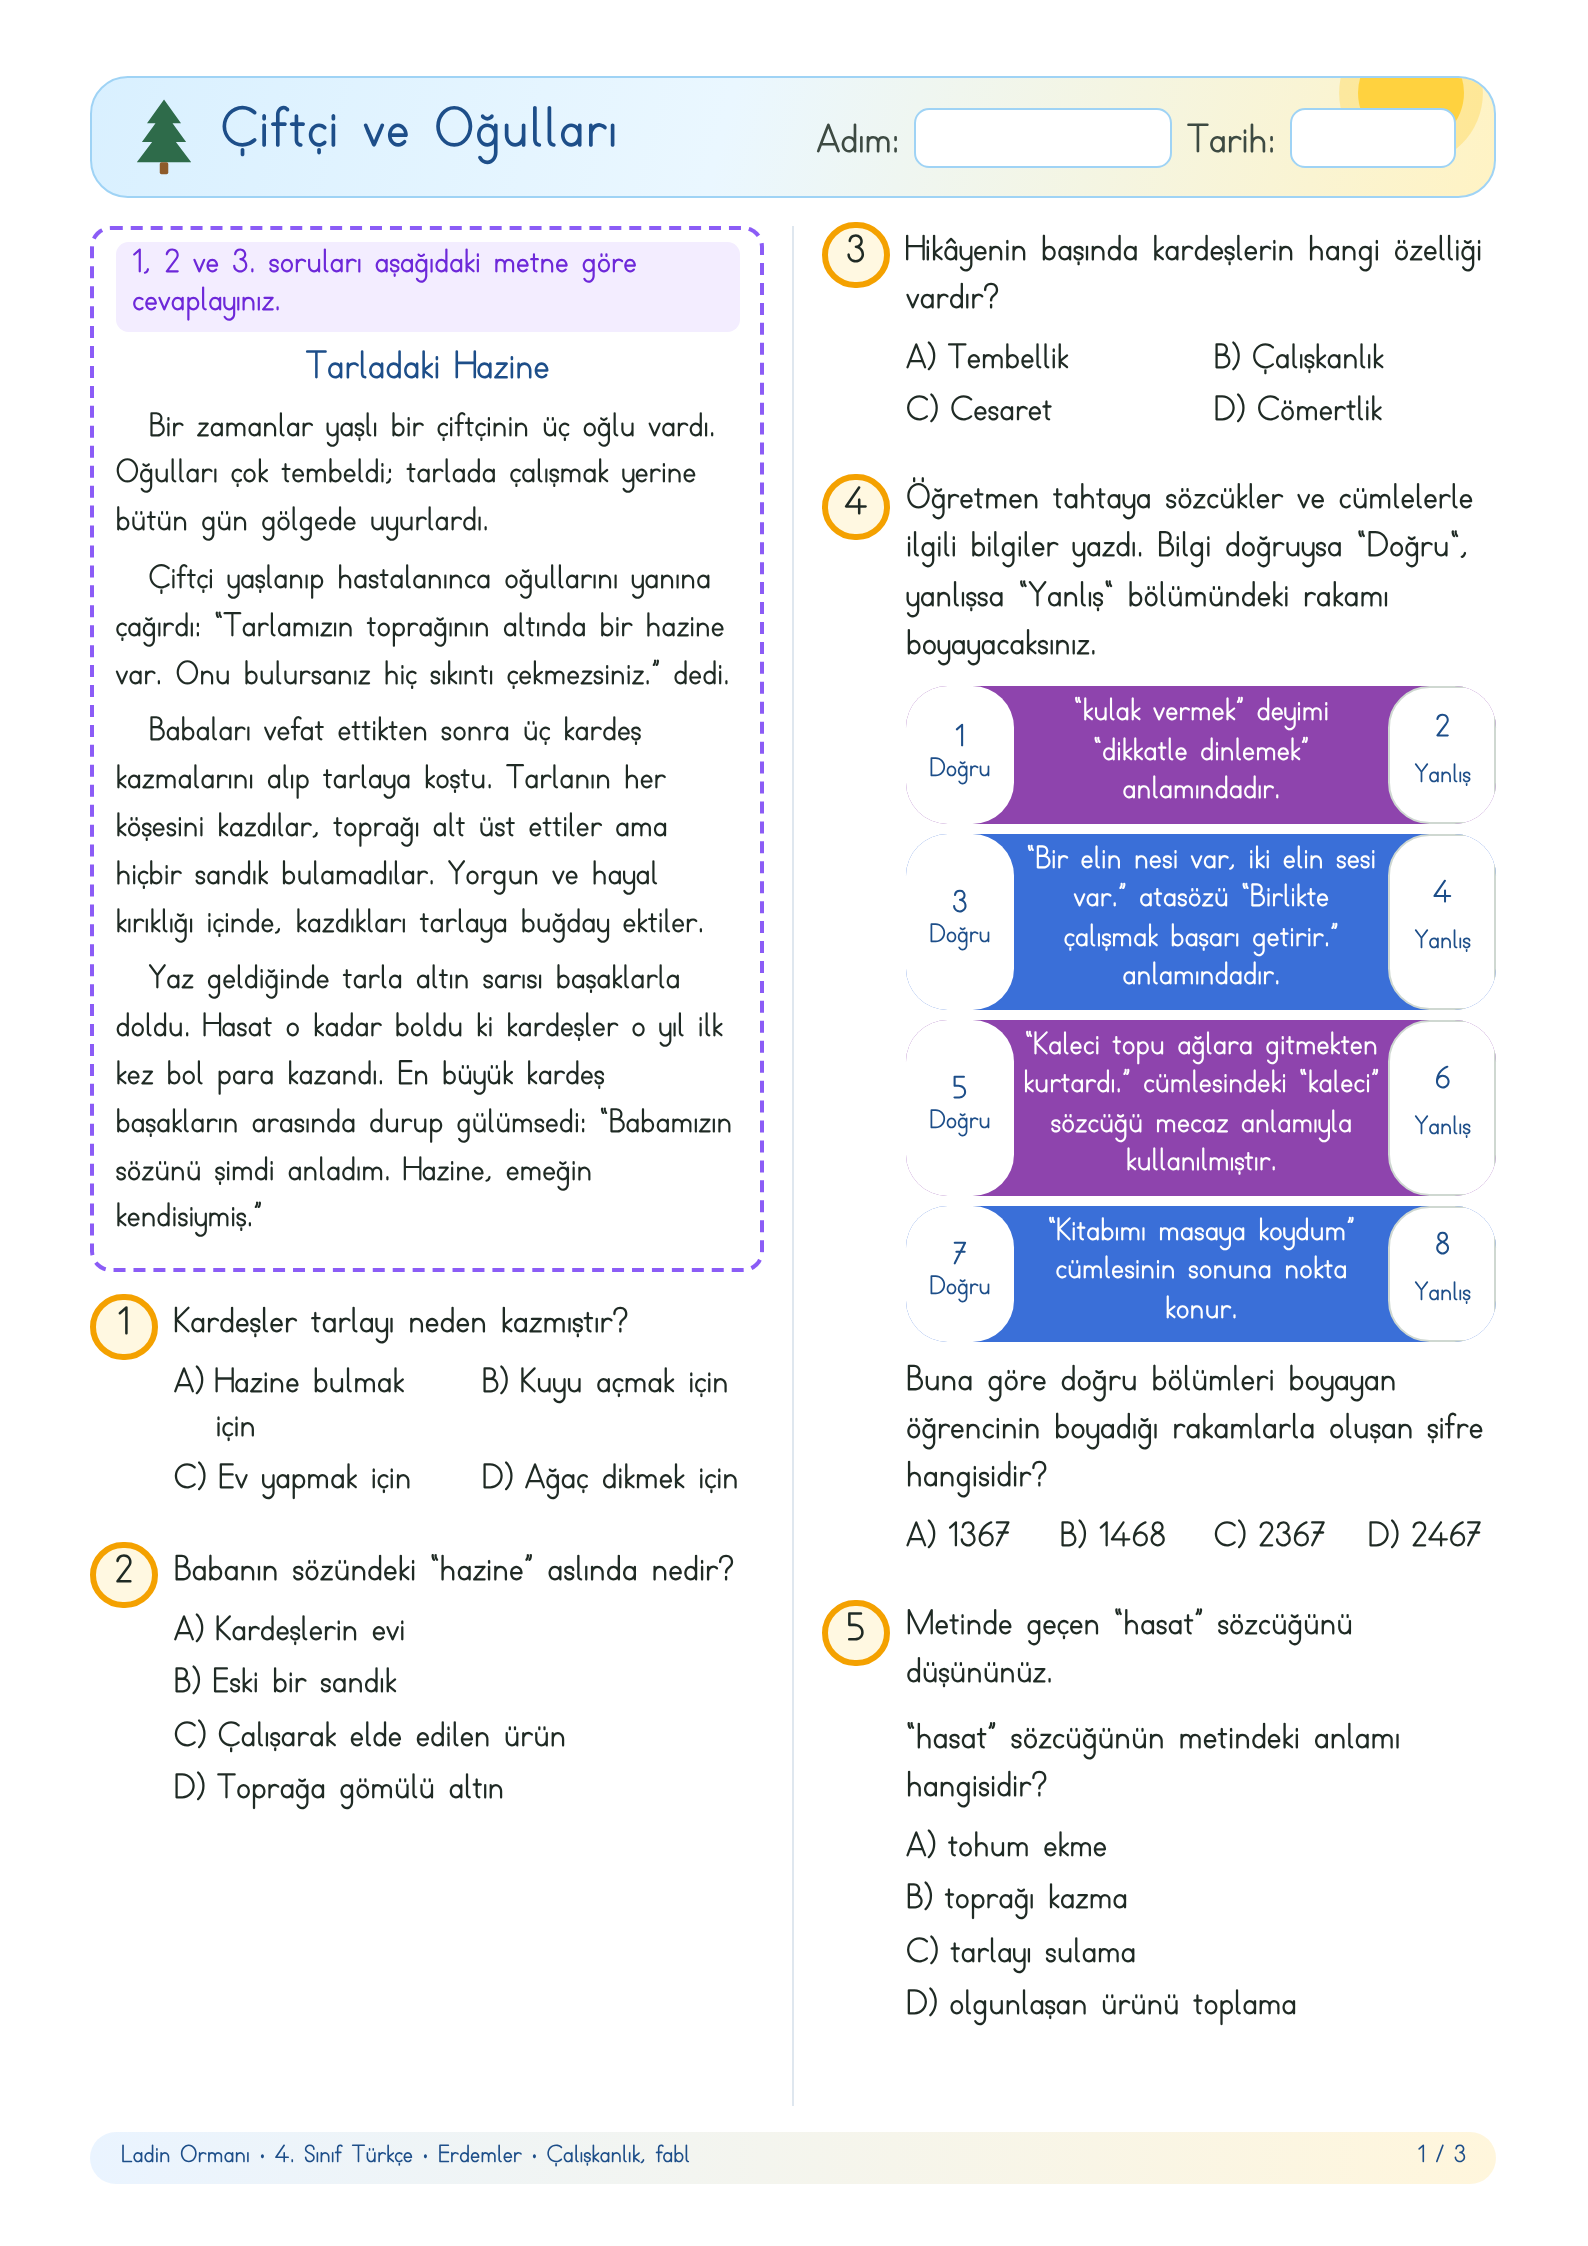 Çiftçi ve Oğulları
Adım:
Tarih:
1, 2 ve 3. soruları aşağıdaki metne göre
cevaplayınız.
Tarladaki Hazine
Bir zamanlar yaşlı bir çiftçinin üç oğlu vardı.
Oğulları çok tembeldi; tarlada çalışmak yerine
bütün gün gölgede uyurlardı.
Çiftçi yaşlanıp hastalanınca oğullarını yanına
çağırdı: “Tarlamızın toprağının altında bir hazine
var. Onu bulursanız hiç sıkıntı çekmezsiniz.” dedi.
Babaları vefat ettikten sonra üç kardeş
kazmalarını alıp tarlaya koştu. Tarlanın her
köşesini kazdılar, toprağı alt üst ettiler ama
hiçbir sandık bulamadılar. Yorgun ve hayal
kırıklığı içinde, kazdıkları tarlaya buğday ektiler.
Yaz geldiğinde tarla altın sarısı başaklarla
doldu. Hasat o kadar boldu ki kardeşler o yıl ilk
kez bol para kazandı. En büyük kardeş
başakların arasında durup gülümsedi: “Babamızın
sözünü şimdi anladım. Hazine, emeğin
kendisiymiş.”
1
Kardeşler tarlayı neden kazmıştır?
A) Hazine bulmak
için
B) Kuyu açmak için
C) Ev yapmak için
D) Ağaç dikmek için
2
Babanın sözündeki “hazine” aslında nedir?
A) Kardeşlerin evi
B) Eski bir sandık
C) Çalışarak elde edilen ürün
D) Toprağa gömülü altın
3
Hikâyenin başında kardeşlerin hangi özelliği
vardır?
A) Tembellik
B) Çalışkanlık
C) Cesaret
D) Cömertlik
4
Öğretmen tahtaya sözcükler ve cümlelerle
ilgili bilgiler yazdı. Bilgi doğruysa “Doğru“,
yanlışsa “Yanlış“ bölümündeki rakamı
boyayacaksınız.
1
Doğru
“kulak vermek” deyimi
“dikkatle dinlemek”
anlamındadır.
2
Yanlış
3
Doğru
“Bir elin nesi var, iki elin sesi
var.” atasözü “Birlikte
çalışmak başarı getirir.”
anlamındadır.
4
Yanlış
5
Doğru
“Kaleci topu ağlara gitmekten
kurtardı.” cümlesindeki “kaleci”
sözcüğü mecaz anlamıyla
kullanılmıştır.
6
Yanlış
7
Doğru
“Kitabımı masaya koydum”
cümlesinin sonuna nokta
konur.
8
Yanlış
Buna göre doğru bölümleri boyayan
öğrencinin boyadığı rakamlarla oluşan şifre
hangisidir?
A) 1367 B) 1468 C) 2367 D) 2467
5
Metinde geçen “hasat” sözcüğünü
düşününüz.
“hasat” sözcüğünün metindeki anlamı
hangisidir?
A) tohum ekme
B) toprağı kazma
C) tarlayı sulama
D) olgunlaşan ürünü toplama
Ladin Ormanı • 4. Sınıf Türkçe • Erdemler • Çalışkanlık, fabl
1 / 3